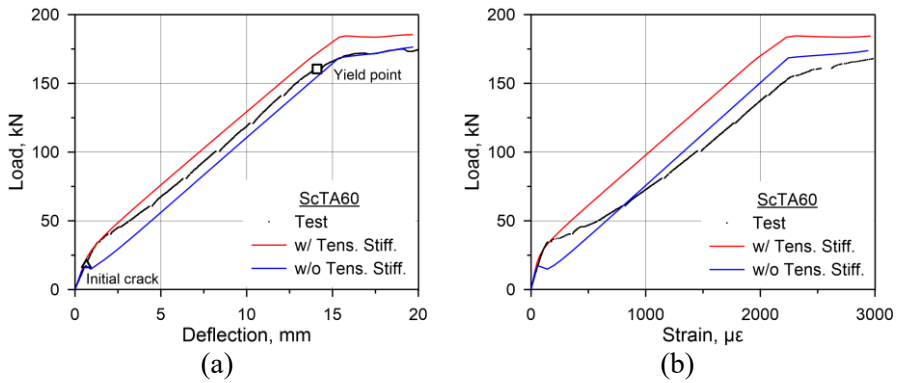 200
150
100
50
0
Load, kN
Yield point
ScTA60
Test
w/ Tens. Stiff.
w/o Tens. Stiff.
Initial crack
0 5 10 15 20
Deflection, mm
(a)
200
150
100
50
0
Load, kN
ScTA60
Test
w/ Tens. Stiff.
w/o Tens. Stiff.
0 1000 2000 3000
Strain, με
(b)